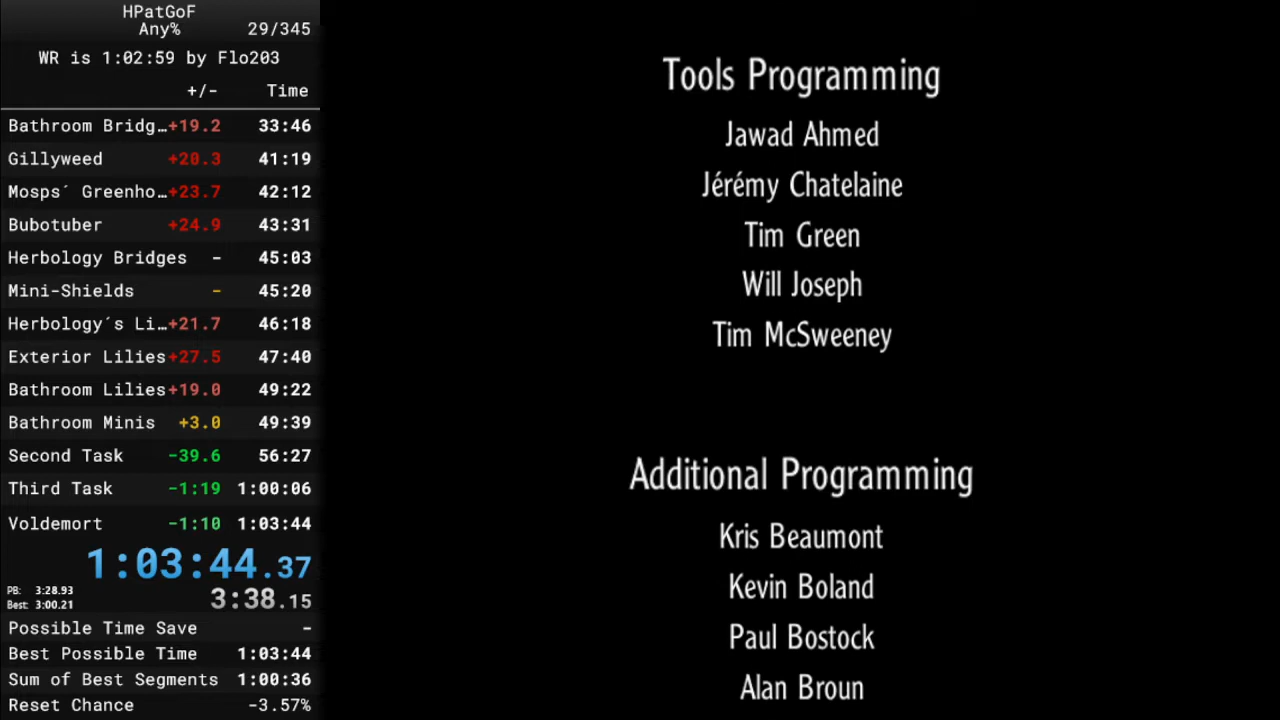 HPatGoF
Any% 29/345
WR is 1:02:59 by Flo203
+/- Time
Bathroom Bridg… +19.2 33:46
Gillyweed +20.3 41:19
Mosps´ Greenho… +23.7 42:12
Bubotuber +24.9 43:31
Herbology Bridges - 45:03
Mini-Shields - 45:20
Herbology´s Li… +21.7 46:18
Exterior Lilies +27.5 47:40
Bathroom Lilies +19.0 49:22
Bathroom Minis +3.0 49:39
Second Task -39.6 56:27
Third Task -1:19 1:00:06
Voldemort -1:10 1:03:44
1:03:44.37
PB: 3:28.93
Best: 3:00.21
3:38.15
Possible Time Save -
Best Possible Time 1:03:44
Sum of Best Segments 1:00:36
Reset Chance -3.57%
Tools Programming
Jawad Ahmed
Jérémy Chatelaine
Tim Green
Will Joseph
Tim McSweeney
Additional Programming
Kris Beaumont
Kevin Boland
Paul Bostock
Alan Broun